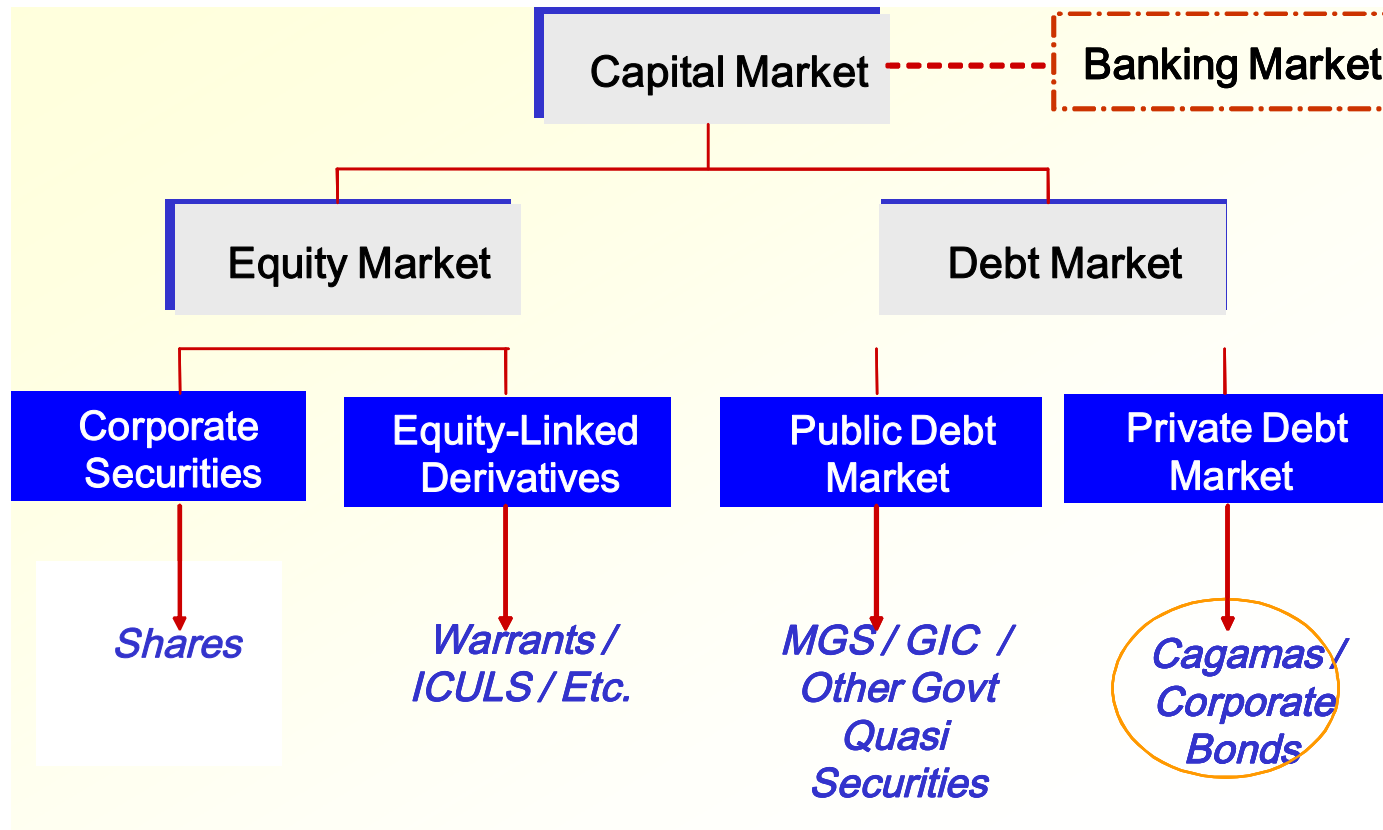 Capital Market
Banking Market
Equity Market
Debt Market
Corporate
Securities
Equity-Linked
Derivatives
Public Debt
Market
Private Debt
Market
Shares
Warrants /
ICULS / Etc.
MGS / GIC  /
Other Govt
Quasi
Securities
Cagamas /
Corporate
Bonds